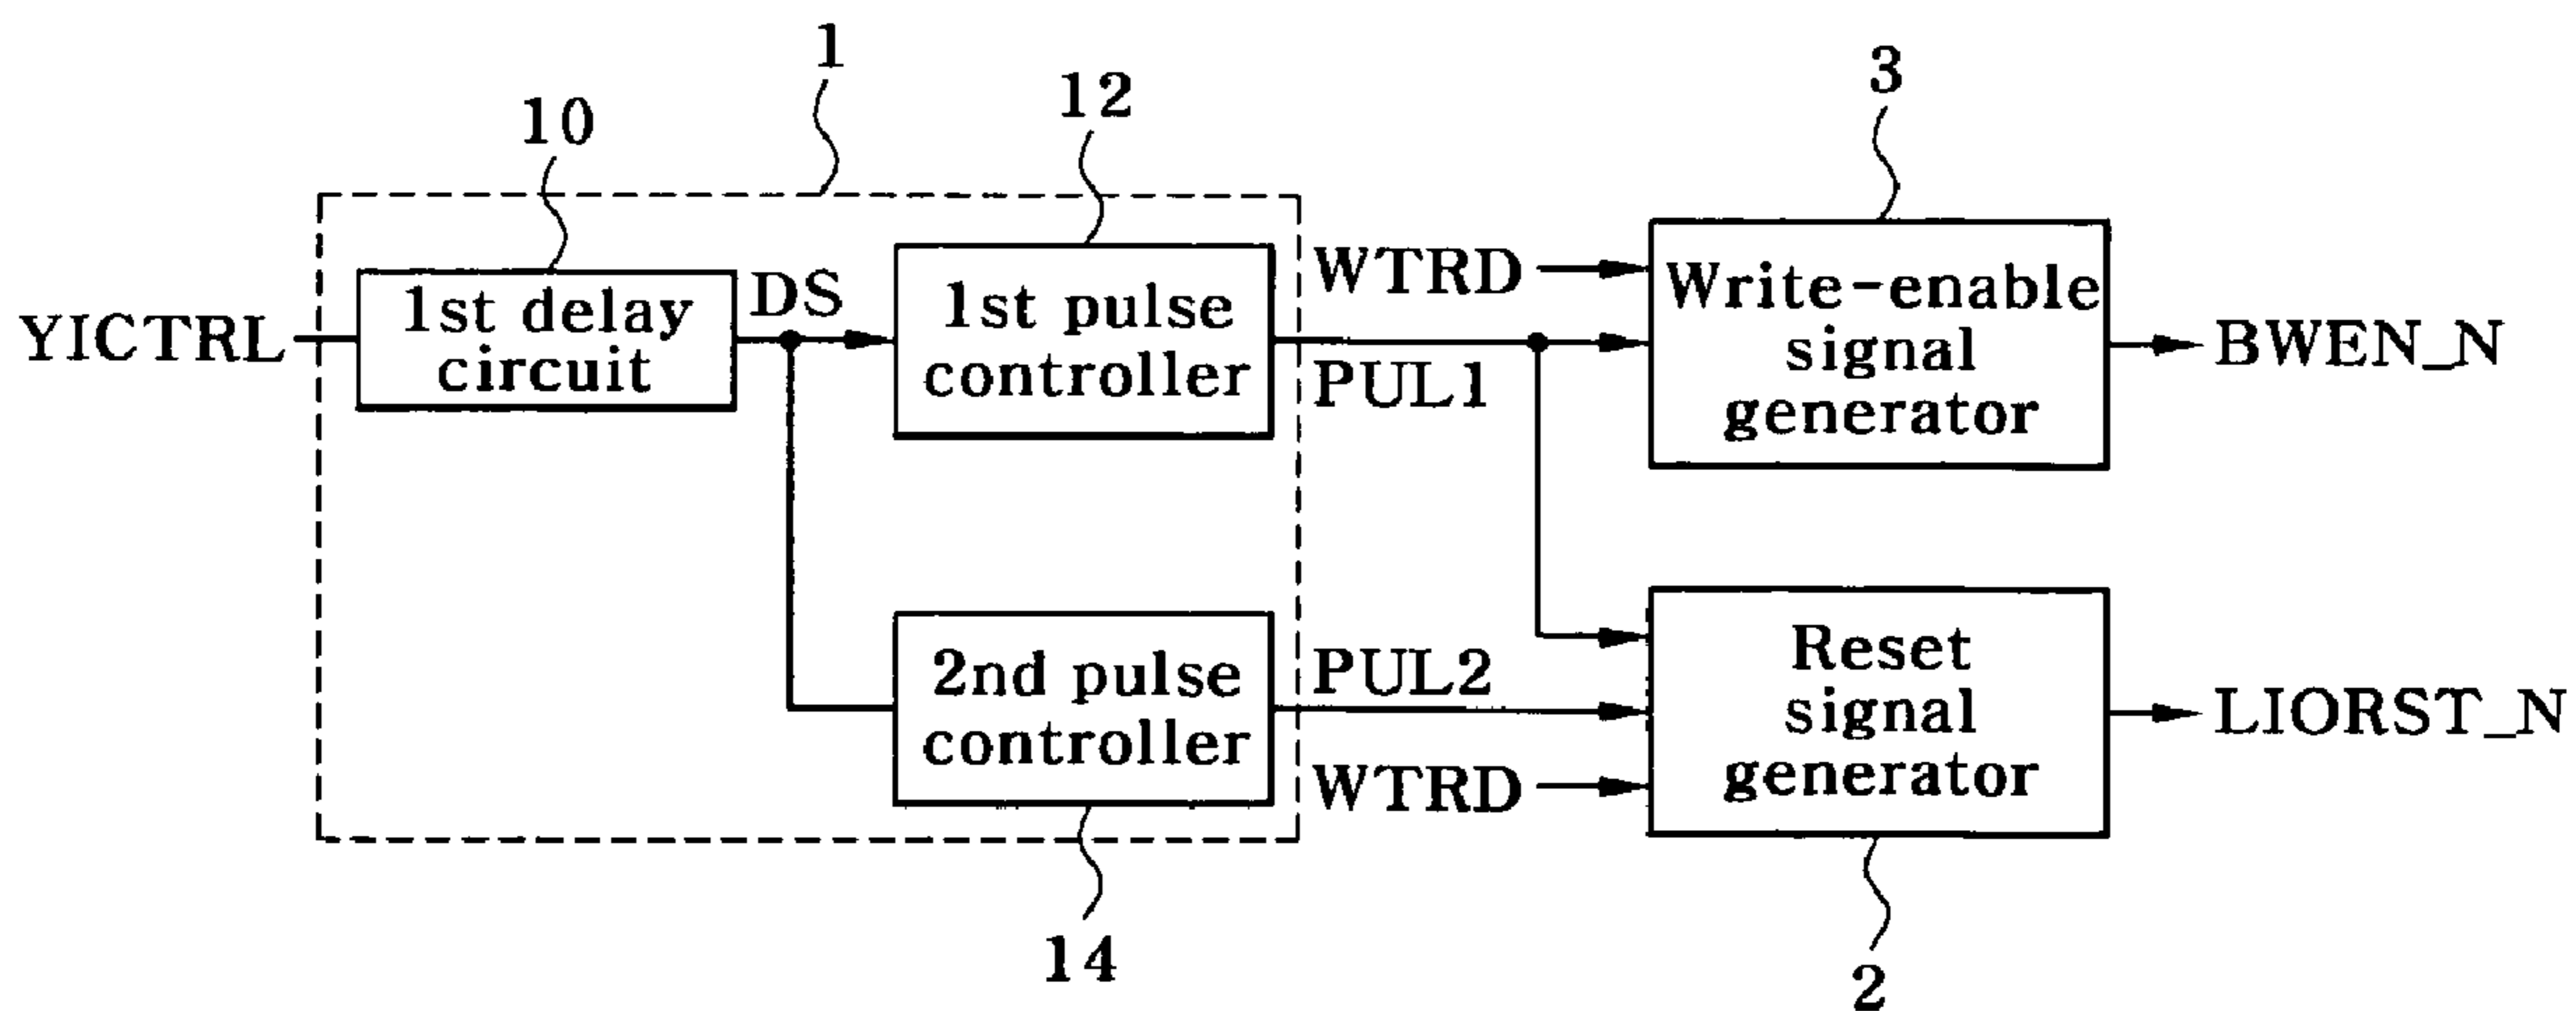 1
10
12
3
YICTRL
1st delay
circuit
DS
1st pulse
controller
WTRD
PUL1
Write-enable
signal
generator
BWEN_N
2nd pulse
controller
PUL2
WTRD
Reset
signal
generator
LIORST_N
14
2